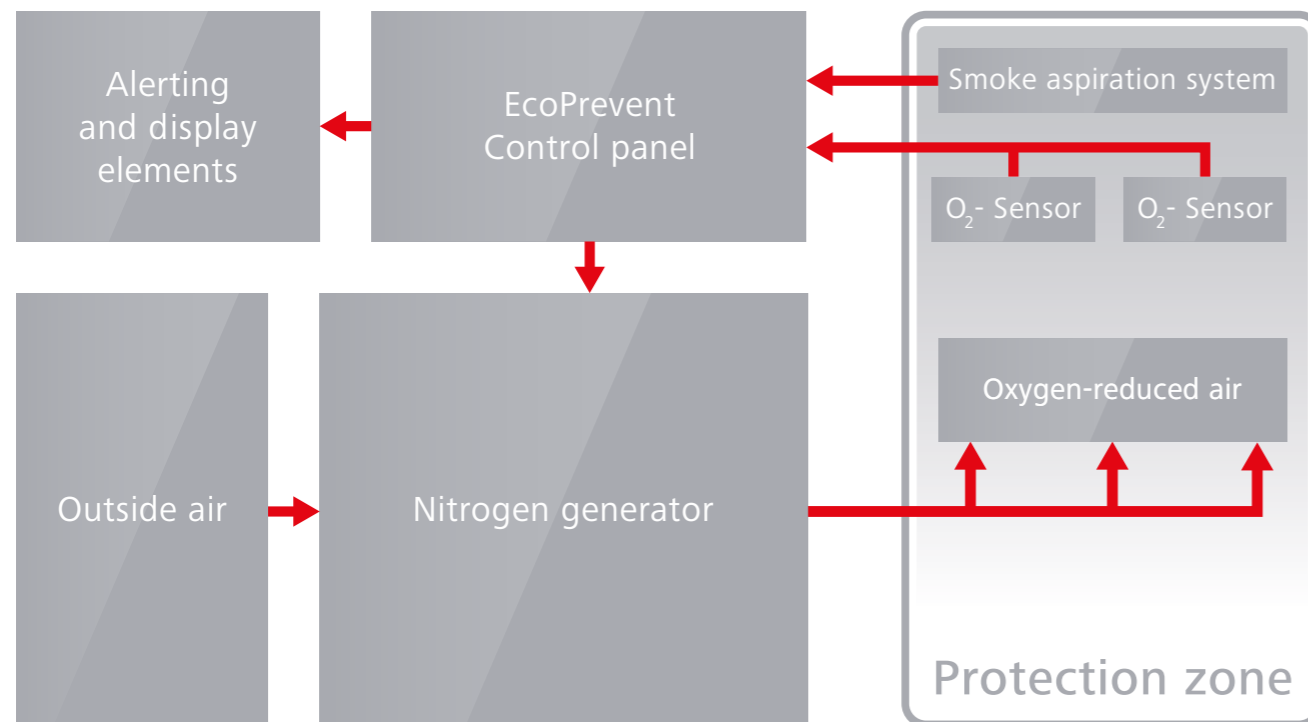 Alerting
and display
elements
EcoPrevent
Control panel
Smoke aspiration system
O₂- Sensor
O₂- Sensor
Oxygen-reduced air
Outside air
Nitrogen generator
Protection zone